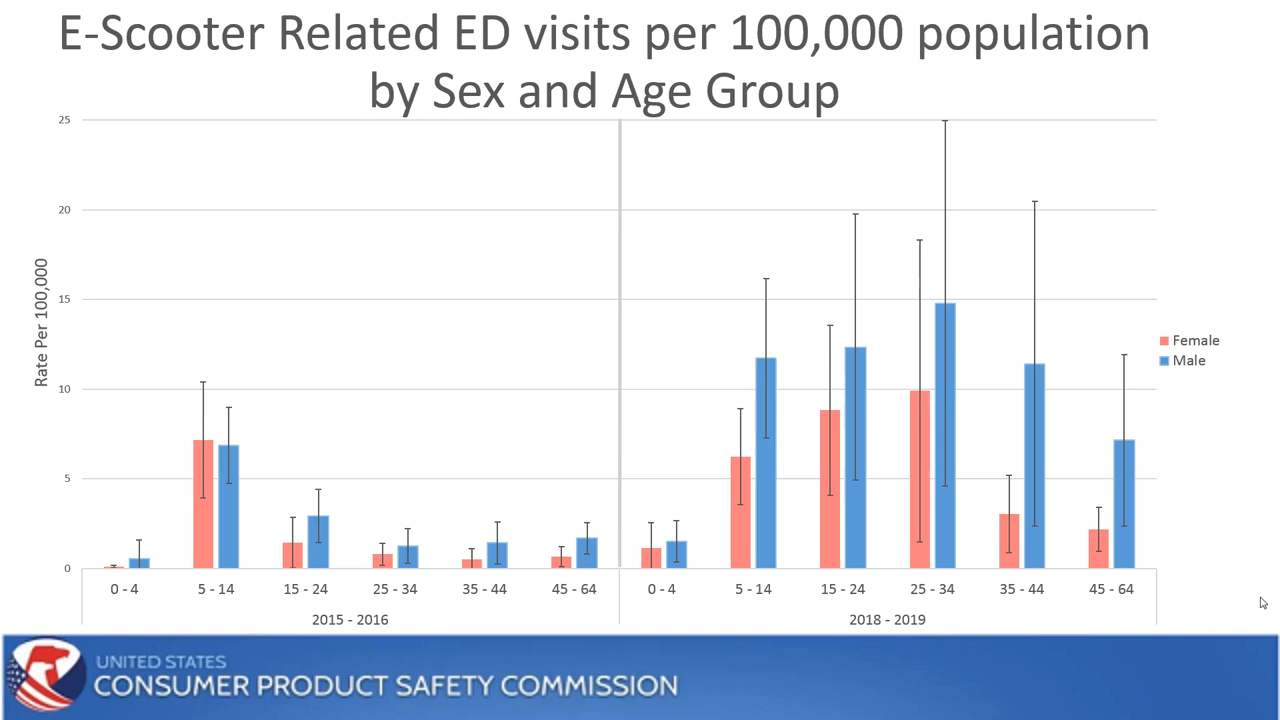 E-Scooter Related ED visits per 100,000 population
by Sex and Age Group
Rate Per 100,000
25
20
15
10
5
0
0 - 4
5 - 14
15 - 24
25 - 34
35 - 44
45 - 64
0 - 4
5 - 14
15 - 24
25 - 34
35 - 44
45 - 64
2015 - 2016
2018 - 2019
Female
Male
UNITED STATES
CONSUMER PRODUCT SAFETY COMMISSION